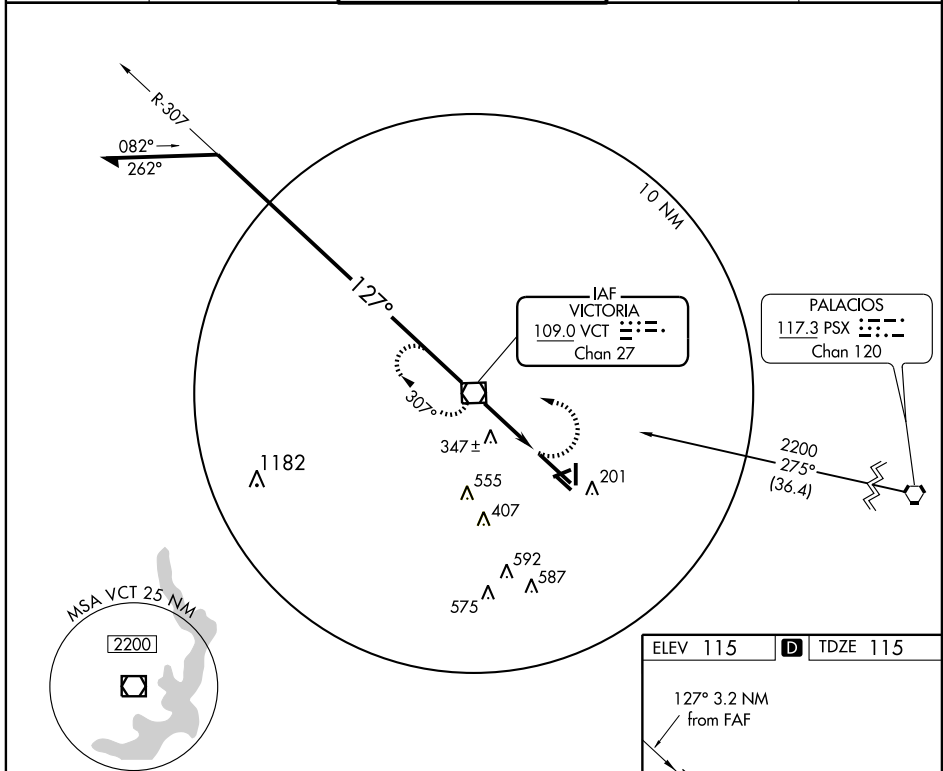 R-307
082°
262°
10 NM
127°
IAF
VICTORIA
109.0 VCT
Chan 27
PALACIOS
117.3 PSX
Chan 120
307°
347±
2200
275°
(36.4)
1182
555
201
407
592
587
575
MSA VCT 25 NM
2200
ELEV 115 D TDZE 115
127° 3.2 NM
from FAF